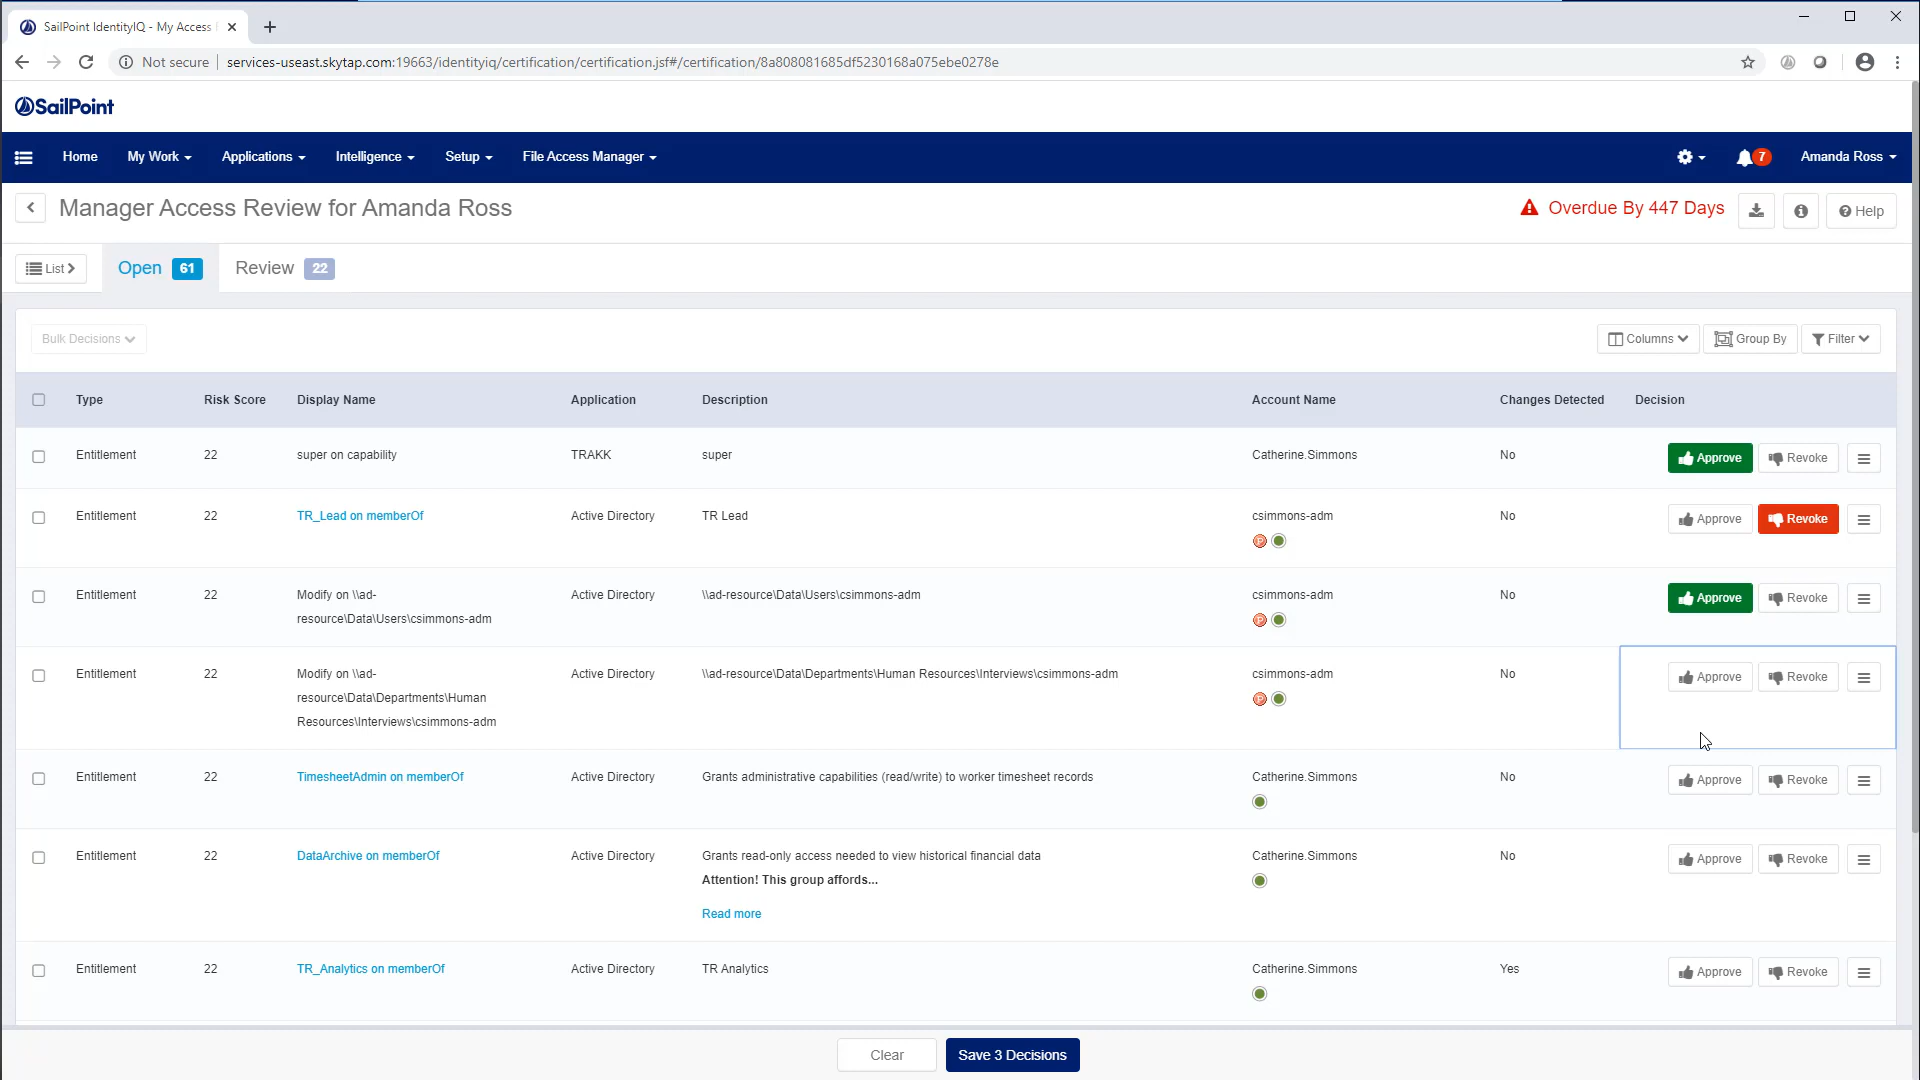 SailPoint IdentityIQ - My Access
Not secure
services-useast.skytap.com:19663/identityiq/certification/certification.jsf#/certification/8a808081685df5230168a075ebe0278e
SailPoint
Home
My Work
Applications
Intelligence
Setup
File Access Manager
7
Amanda Ross
Manager Access Review for Amanda Ross
Overdue By 447 Days
Help
List
Open 61
Review 22
Bulk Decisions
Columns
Group By
Filter
Type
Risk Score
Display Name
Application
Description
Account Name
Changes Detected
Decision
Entitlement
22
super on capability
TRAKK
super
Catherine.Simmons
No
Approve
Revoke
Entitlement
22
TR_Lead on memberOf
Active Directory
TR Lead
csimmons-adm
No
Approve
Revoke
Entitlement
22
Modify on \\ad-
resource\Data\Users\csimmons-adm
Active Directory
\\ad-resource\Data\Users\csimmons-adm
csimmons-adm
No
Approve
Revoke
Entitlement
22
Modify on \\ad-
resource\Data\Departments\Human
Resources\Interviews\csimmons-adm
Active Directory
\\ad-resource\Data\Departments\Human Resources\Interviews\csimmons-adm
csimmons-adm
No
Approve
Revoke
Entitlement
22
TimesheetAdmin on memberOf
Active Directory
Grants administrative capabilities (read/write) to worker timesheet records
Catherine.Simmons
No
Approve
Revoke
Entitlement
22
DataArchive on memberOf
Active Directory
Grants read-only access needed to view historical financial data
Attention! This group affords...
Read more
Catherine.Simmons
No
Approve
Revoke
Entitlement
22
TR_Analytics on memberOf
Active Directory
TR Analytics
Catherine.Simmons
Yes
Approve
Revoke
Clear
Save 3 Decisions